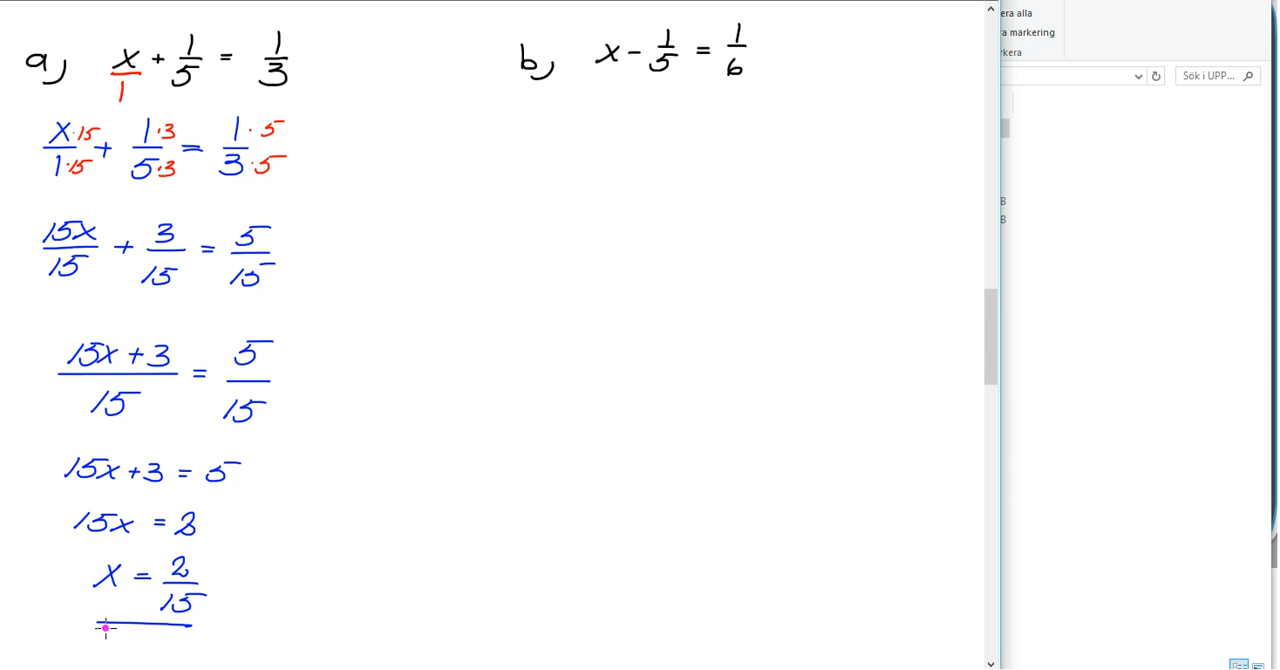 a) x/1 + 1/5 = 1/3
x·15/1·15 + 1·3/5·3 = 1·5/3·5
15x/15 + 3/15 = 5/15
15x+3/15 = 5/15
15x+3 = 5
15x = 2
x = 2/15
b) x - 1/5 = 1/6
era alla
a markering
kera
Sök i UPP...
B
B